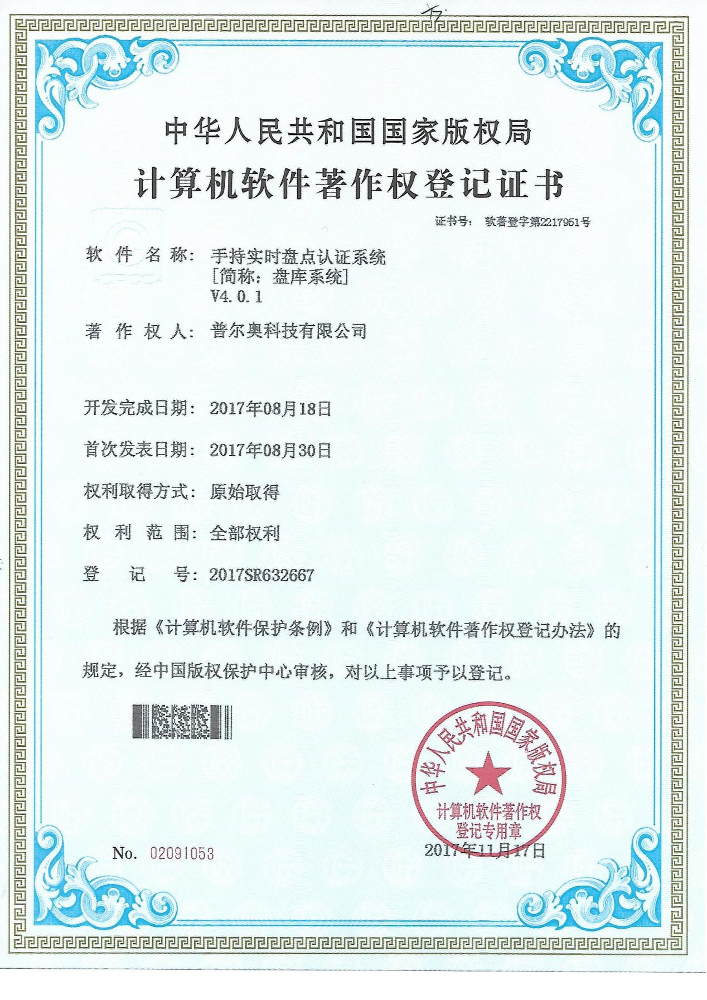 中华人民共和国国家版权局
计算机软件著作权登记证书
证书号： 软著登字第2217951号
软件名称： 手持实时盘点认证系统
[简称：盘库系统]
V4.0.1
著作权人： 普尔奥科技有限公司
开发完成日期： 2017年08月18日
首次发表日期： 2017年08月30日
权利取得方式： 原始取得
权利范围： 全部权利
登记号： 2017SR632667
根据《计算机软件保护条例》和《计算机软件著作权登记办法》的
规定，经中国版权保护中心审核，对以上事项予以登记。
中华人民共和国国家版权局
计算机软件著作权
登记专用章
No. 02091053
2017年11月17日